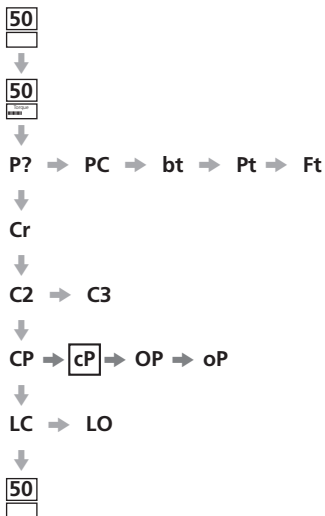 50
50
Torque
P? PC bt Pt Ft
Cr
C2 C3
CP cP OP oP
LC LO
50